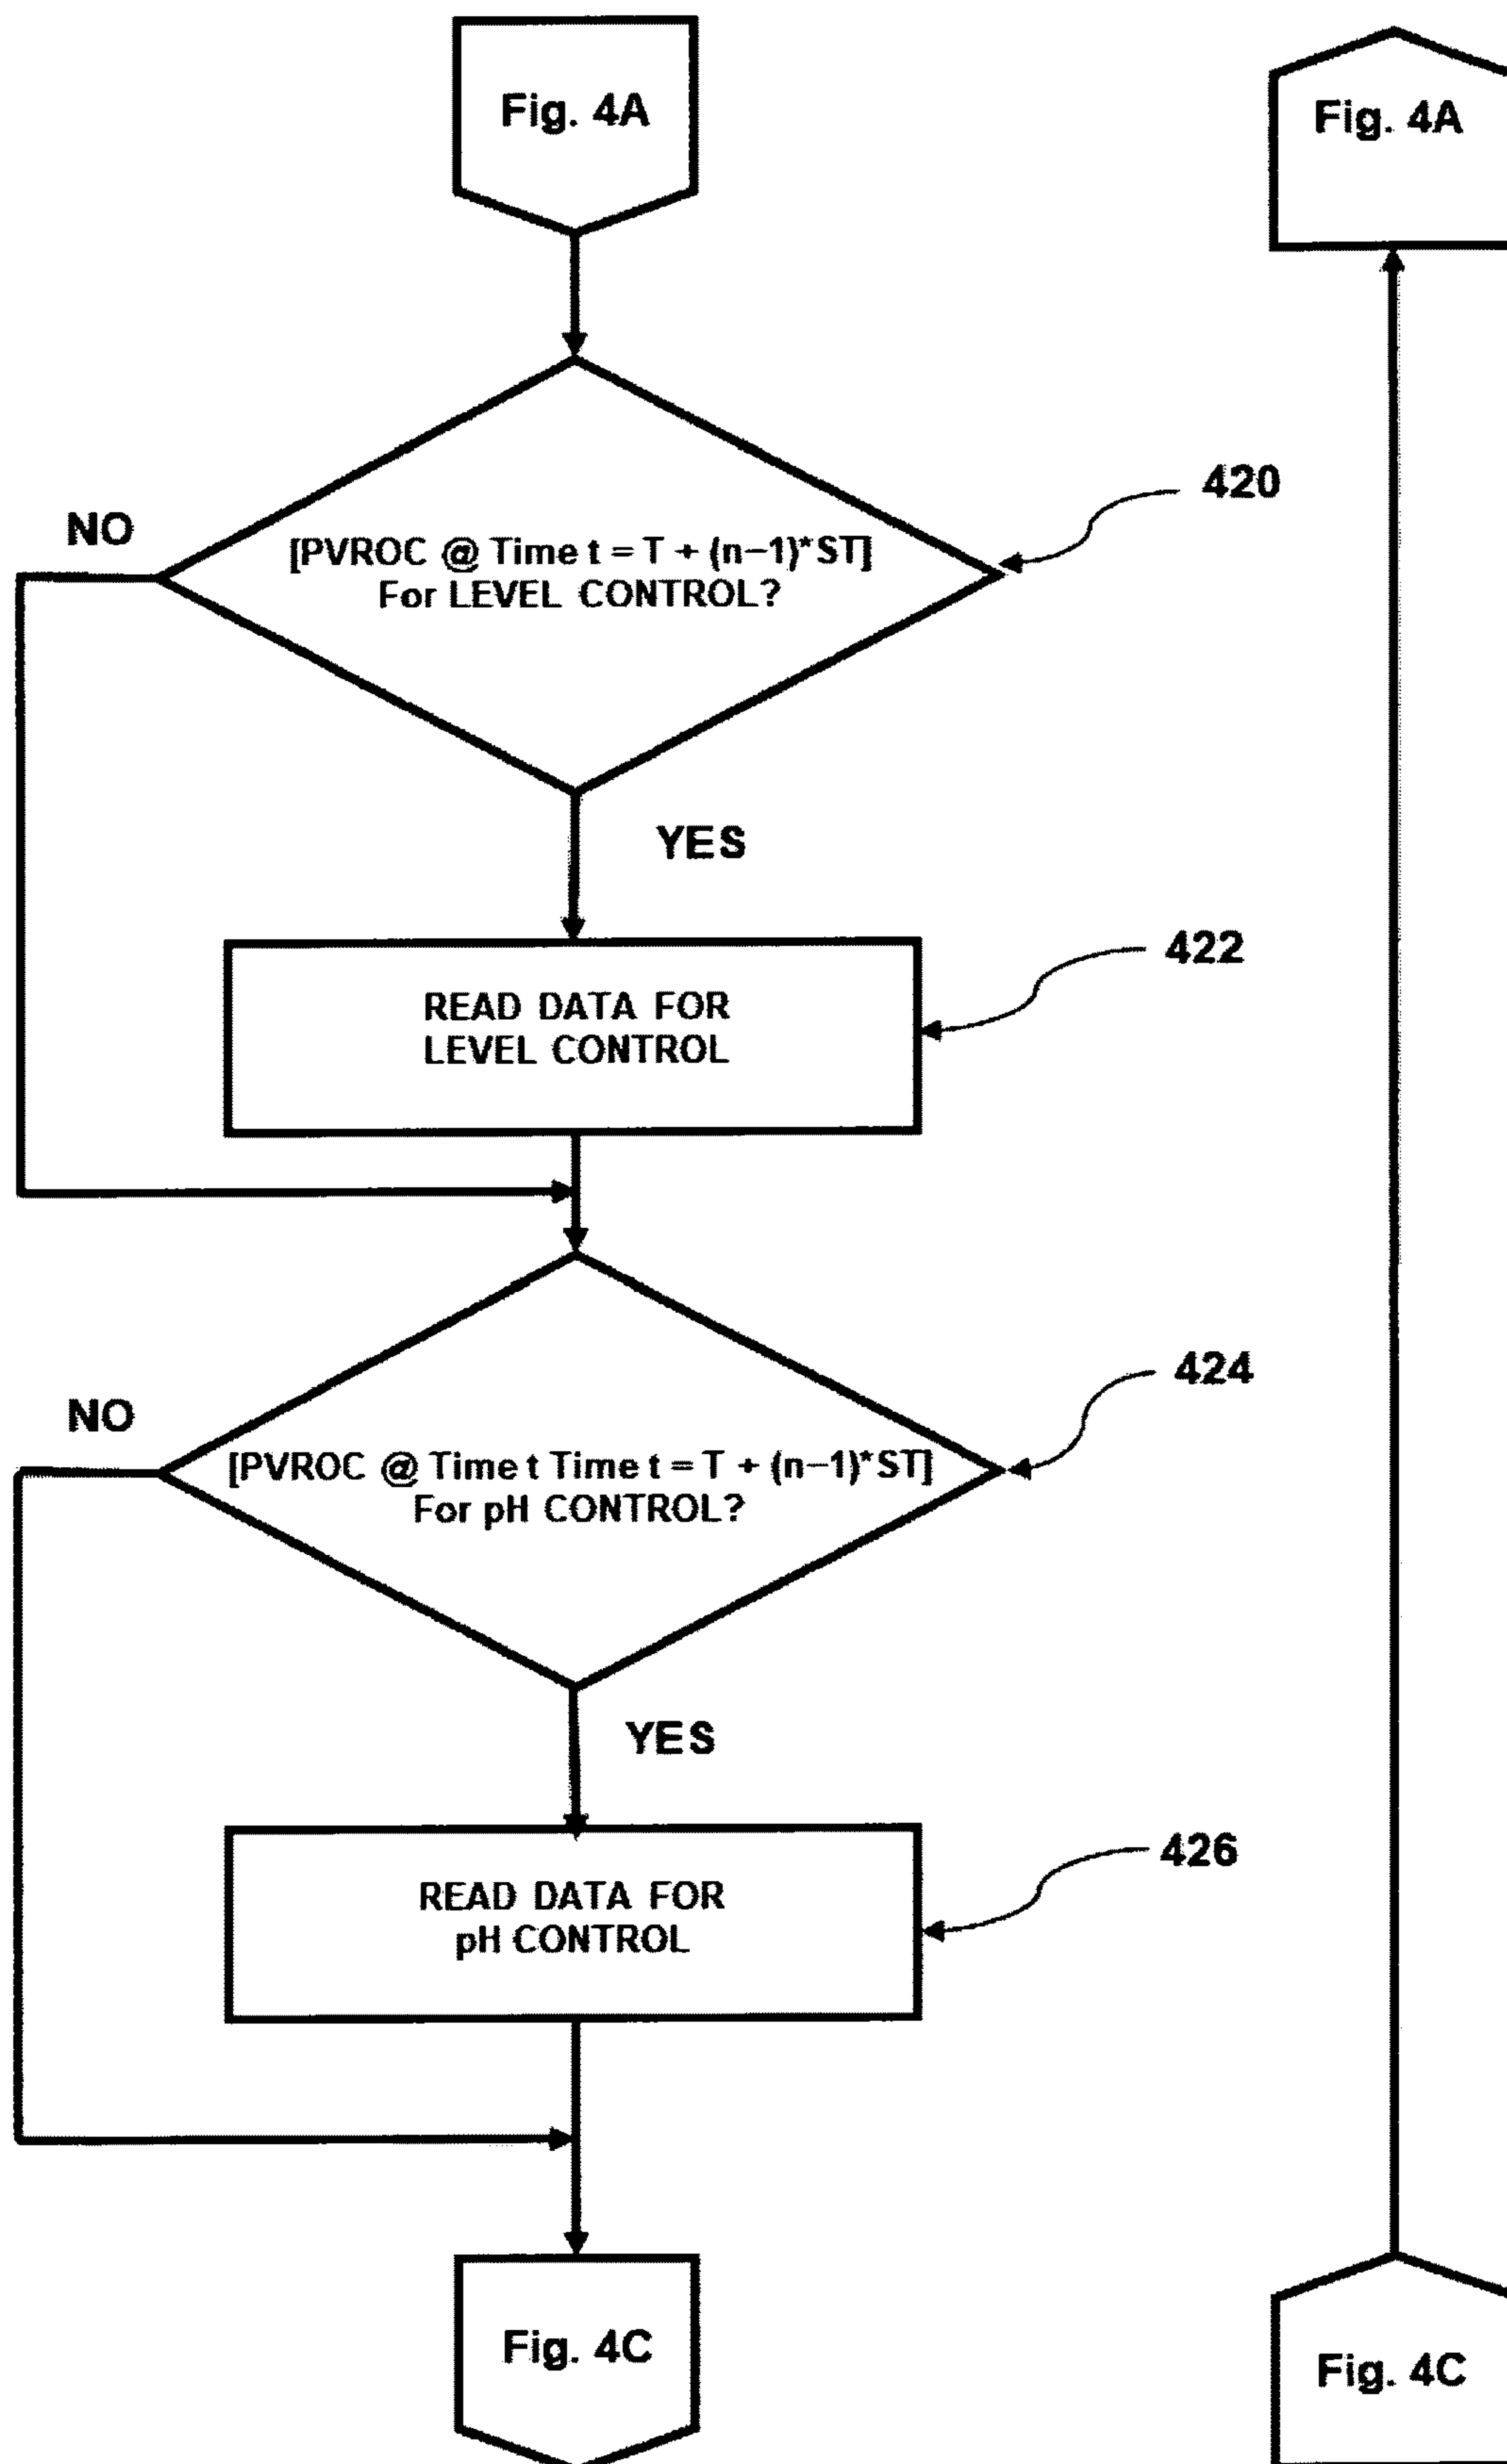 Fig. 4A
Fig. 4A
420
NO
[PVROC @ Time t = T + (n−1)*ST]
For LEVEL CONTROL?
YES
422
READ DATA FOR
LEVEL CONTROL
424
NO
[PVROC @ Time t Time t = T + (n−1)*ST]
For pH CONTROL?
YES
426
READ DATA FOR
pH CONTROL
Fig. 4C
Fig. 4C